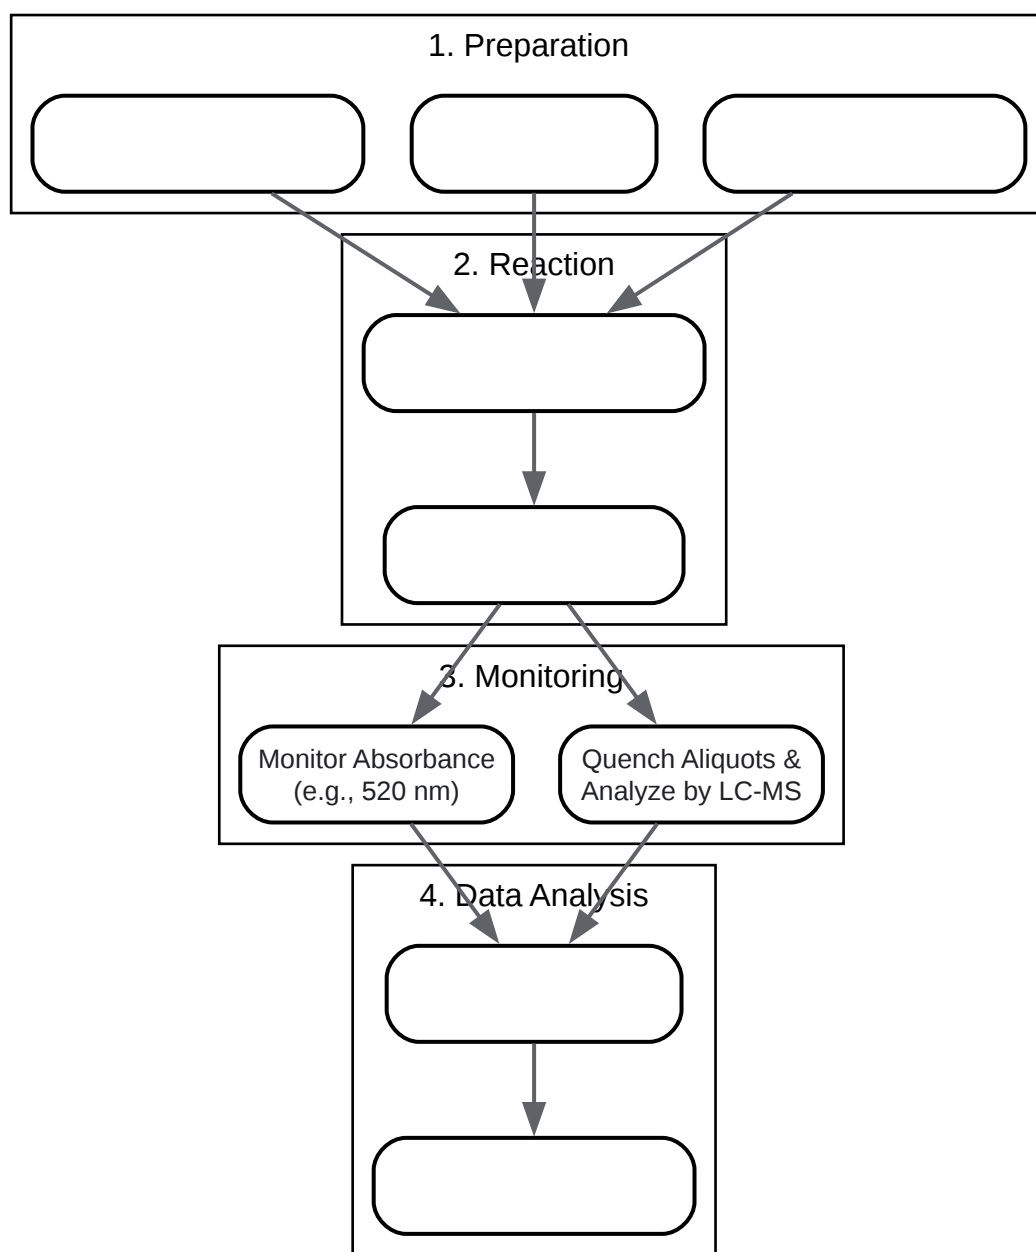 1. Preparation
2. Reaction
3. Monitoring
Monitor Absorbance
(e.g., 520 nm)
Quench Aliquots &
Analyze by LC-MS
4. Data Analysis